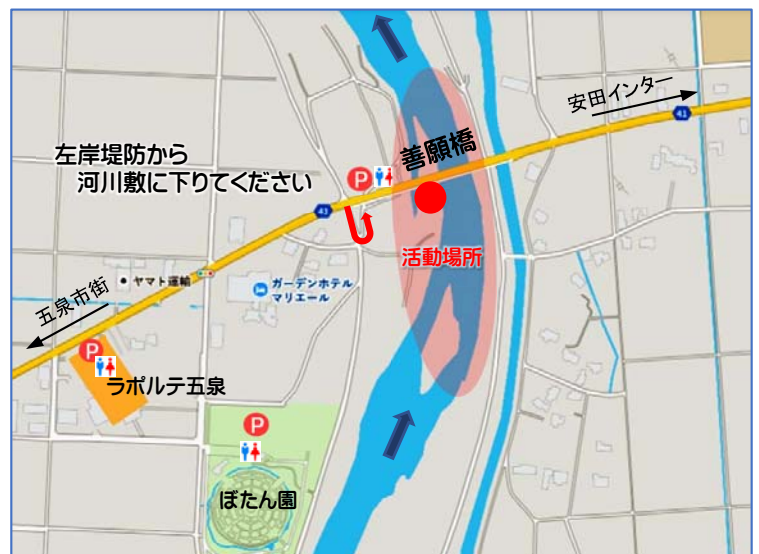 安田インター
41
善願橋
左岸堤防から
河川敷に下りてください
P
41
活動場所
ヤマト運輸
ガーデンホテル
マリエール
五泉市街
P
ラポルテ五泉
P
ぼたん園